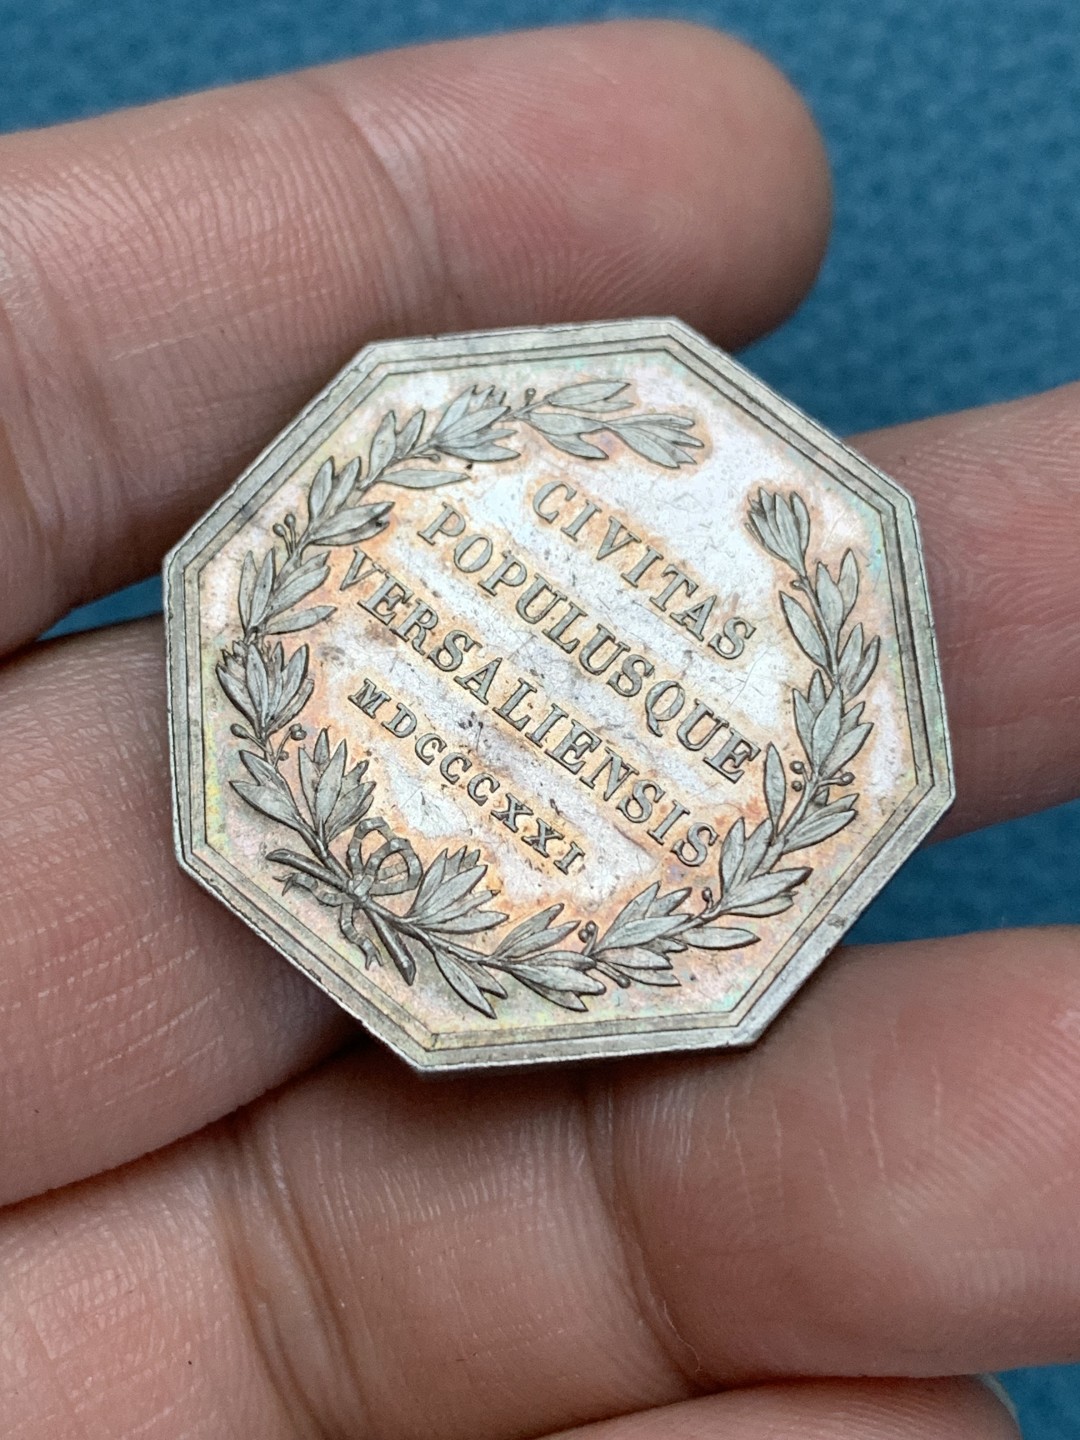 CIVITAS
POPULUSQUE
VERSALIENSIS
MDCCCXXI